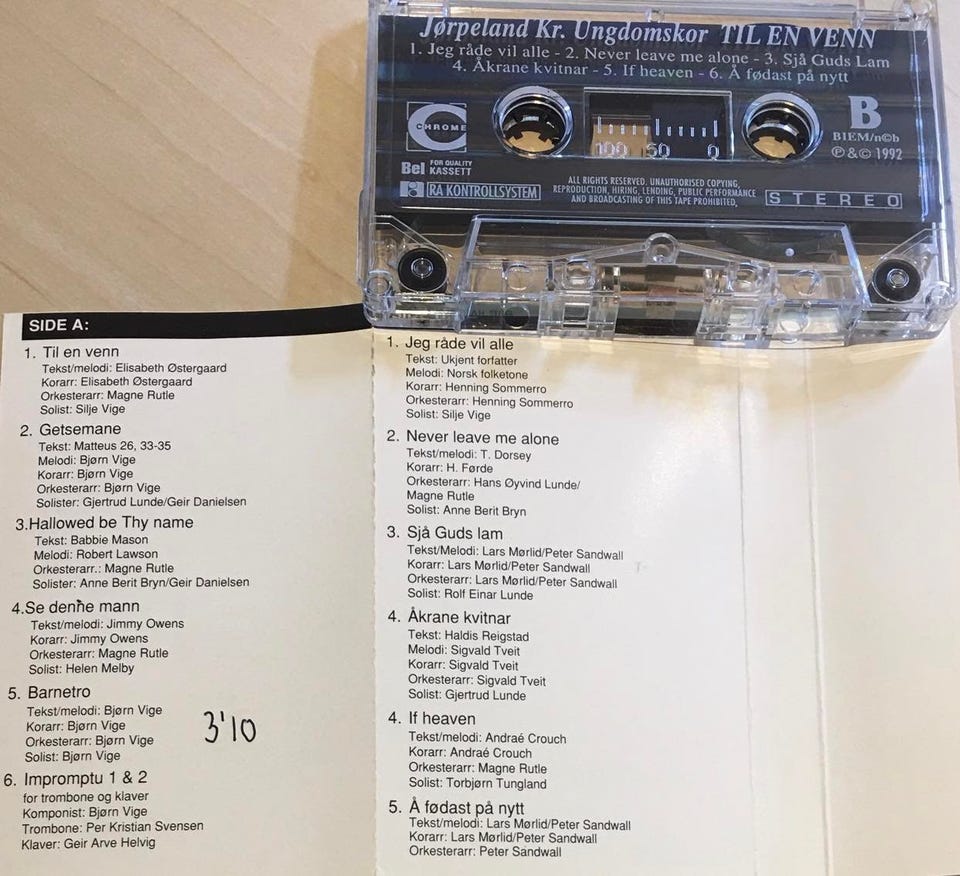 Jørpeland Kr. Ungdomskor TIL EN VENN
1. Jeg råde vil alle - 2. Never leave me alone - 3. Sjå Guds Lam
4. Åkrane kvitnar - 5. If heaven - 6. Å fødast på nytt
CHROME
B
BIEM/n©b
℗ & © 1992
100 50 0
Bel FOR QUALITY
KASSETT
RA KONTROLLSYSTEM
ALL RIGHTS RESERVED, UNAUTHORISED COPYING,
REPRODUCTION, HIRING, LENDING, PUBLIC PERFORMANCE
AND BROADCASTING OF THIS TAPE PROHIBITED,
STEREO
SIDE A:
1. Til en venn
Tekst/melodi: Elisabeth Østergaard
Korarr: Elisabeth Østergaard
Orkesterarr: Magne Rutle
Solist: Silje Vige
2. Getsemane
Tekst: Matteus 26, 33-35
Melodi: Bjørn Vige
Korarr: Bjørn Vige
Orkesterarr: Bjørn Vige
Solister: Gjertrud Lunde/Geir Danielsen
3.Hallowed be Thy name
Tekst: Babbie Mason
Melodi: Robert Lawson
Orkesterarr.: Magne Rutle
Solister: Anne Berit Bryn/Geir Danielsen
4.Se denne mann
Tekst/melodi: Jimmy Owens
Korarr: Jimmy Owens
Orkesterarr: Magne Rutle
Solist: Helen Melby
5. Barnetro
Tekst/melodi: Bjørn Vige
Korarr: Bjørn Vige
Orkesterarr: Bjørn Vige
Solist: Bjørn Vige
3'10
6. Impromptu 1 & 2
for trombone og klaver
Komponist: Bjørn Vige
Trombone: Per Kristian Svensen
Klaver: Geir Arve Helvig
1. Jeg råde vil alle
Tekst: Ukjent forfatter
Melodi: Norsk folketone
Korarr: Henning Sommerro
Orkesterarr: Henning Sommerro
Solist: Silje Vige
2. Never leave me alone
Tekst/melodi: T. Dorsey
Korarr: H. Førde
Orkesterarr: Hans Øyvind Lunde/
Magne Rutle
Solist: Anne Berit Bryn
3. Sjå Guds lam
Tekst/Melodi: Lars Mørlid/Peter Sandwall
Korarr: Lars Mørlid/Peter Sandwall
Orkesterarr: Lars Mørlid/Peter Sandwall
Solist: Rolf Einar Lunde
4. Åkrane kvitnar
Tekst: Haldis Reigstad
Melodi: Sigvald Tveit
Korarr: Sigvald Tveit
Orkesterarr: Sigvald Tveit
Solist: Gjertrud Lunde
4. If heaven
Tekst/melodi: Andraé Crouch
Korarr: Andraé Crouch
Orkesterarr: Magne Rutle
Solist: Torbjørn Tungland
5. Å fødast på nytt
Tekst/melodi: Lars Mørlid/Peter Sandwall
Korarr: Lars Mørlid/Peter Sandwall
Orkesterarr: Peter Sandwall